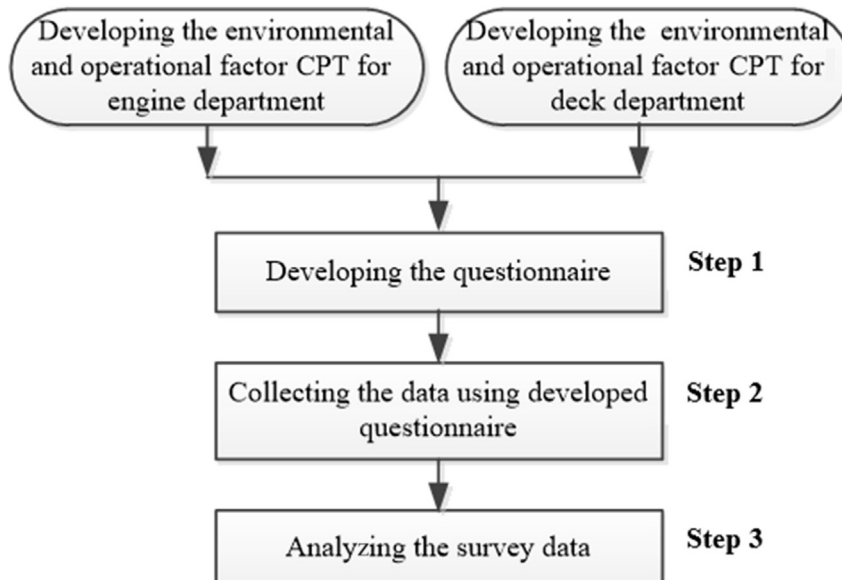 Developing the environmental
and operational factor CPT for
engine department
Developing the environmental
and operational factor CPT for
deck department
Developing the questionnaire
Step 1
Collecting the data using developed
questionnaire
Step 2
Analyzing the survey data
Step 3